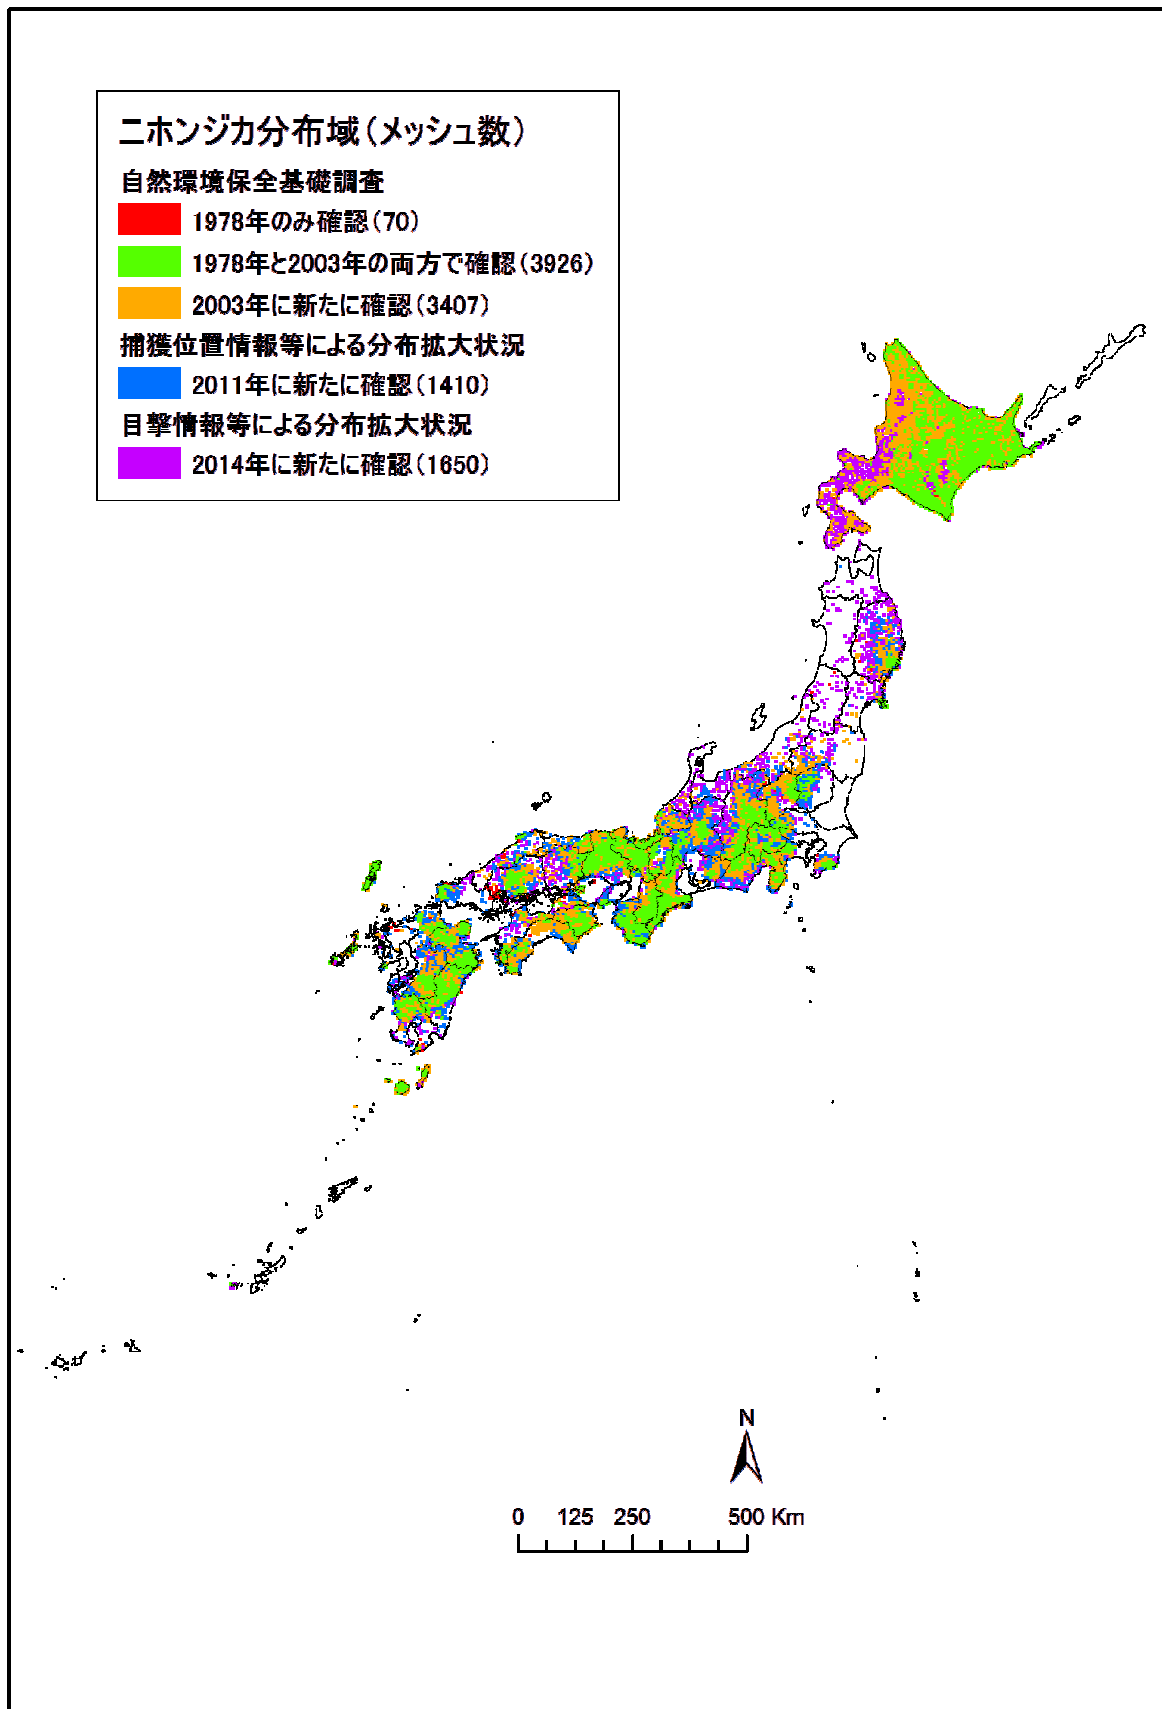 ニホンジカ分布域(メッシュ数)
自然環境保全基礎調査
1978年のみ確認(70)
1978年と2003年の両方で確認(3926)
2003年に新たに確認(3407)
捕獲位置情報等による分布拡大状況
2011年に新たに確認(1410)
目撃情報等による分布拡大状況
2014年に新たに確認(1650)
N
0 125 250 500 Km